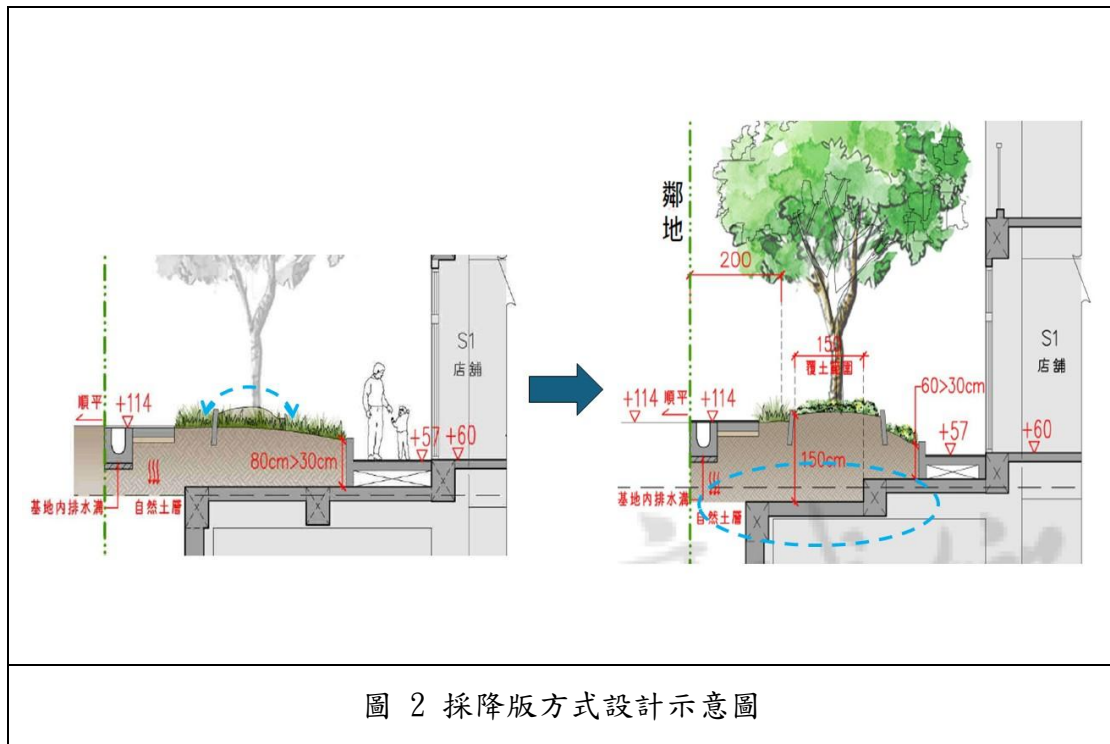 順平
+114
S1
店舖
+57
+60
80cm>30cm
基地內排水溝
自然土層
鄰地
200
150
覆土範圍
S1
店舖
順平
+114
+114
60>30cm
+57
+60
150cm
基地內排水溝
自然土層
圖 2 採降版方式設計示意圖